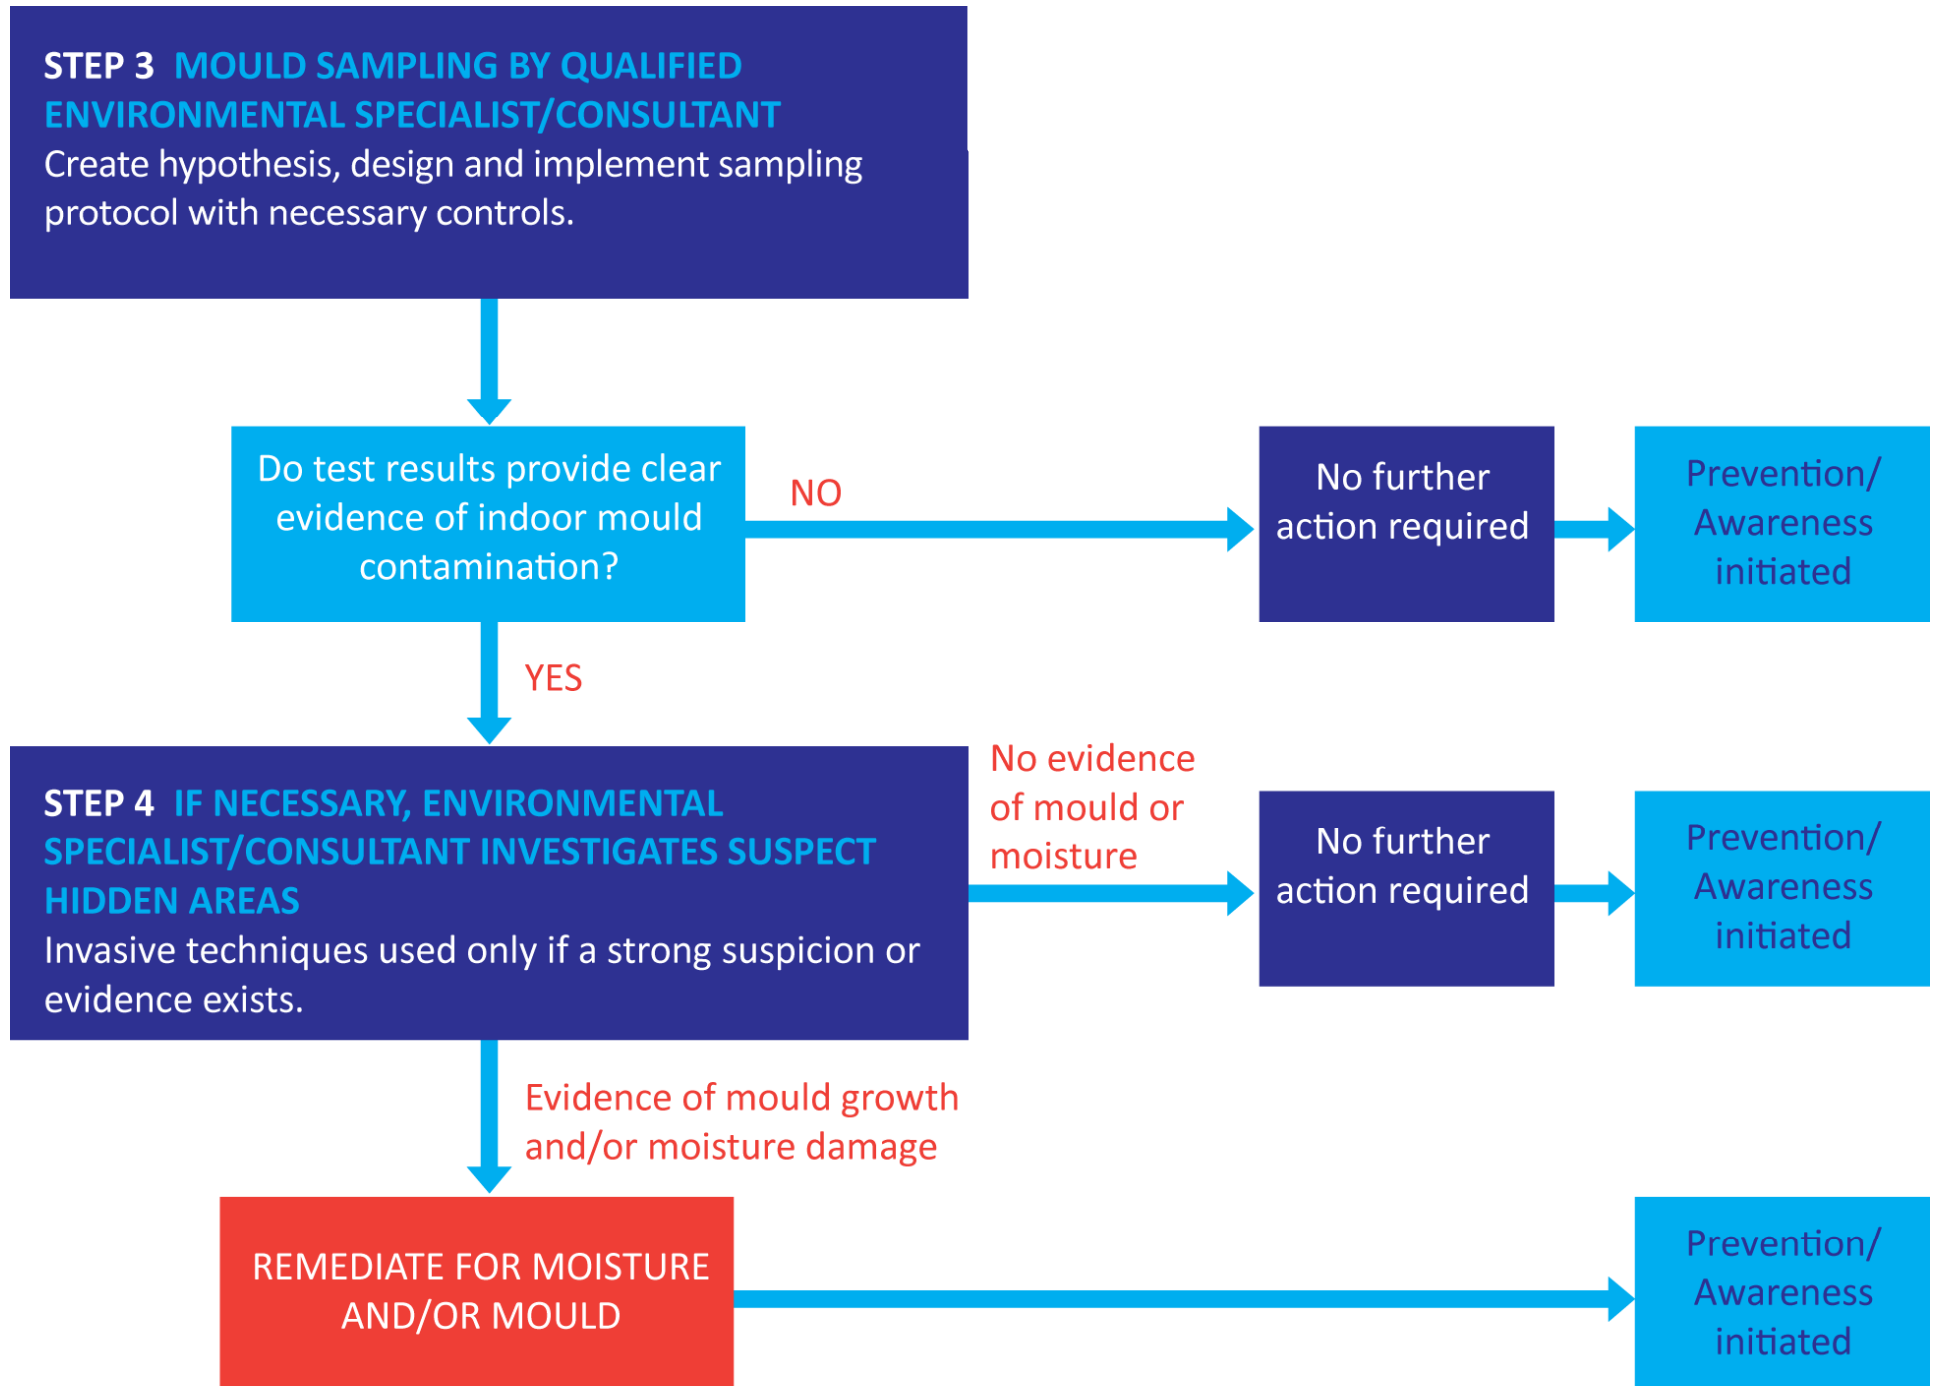 STEP 3 MOULD SAMPLING BY QUALIFIED
ENVIRONMENTAL SPECIALIST/CONSULTANT
Create hypothesis, design and implement sampling
protocol with necessary controls.
Do test results provide clear
evidence of indoor mould
contamination?
NO
No further
action required
Prevention/
Awareness
initiated
YES
STEP 4 IF NECESSARY, ENVIRONMENTAL
SPECIALIST/CONSULTANT INVESTIGATES SUSPECT
HIDDEN AREAS
Invasive techniques used only if a strong suspicion or
evidence exists.
No evidence
of mould or
moisture
No further
action required
Prevention/
Awareness
initiated
Evidence of mould growth
and/or moisture damage
REMEDIATE FOR MOISTURE
AND/OR MOULD
Prevention/
Awareness
initiated